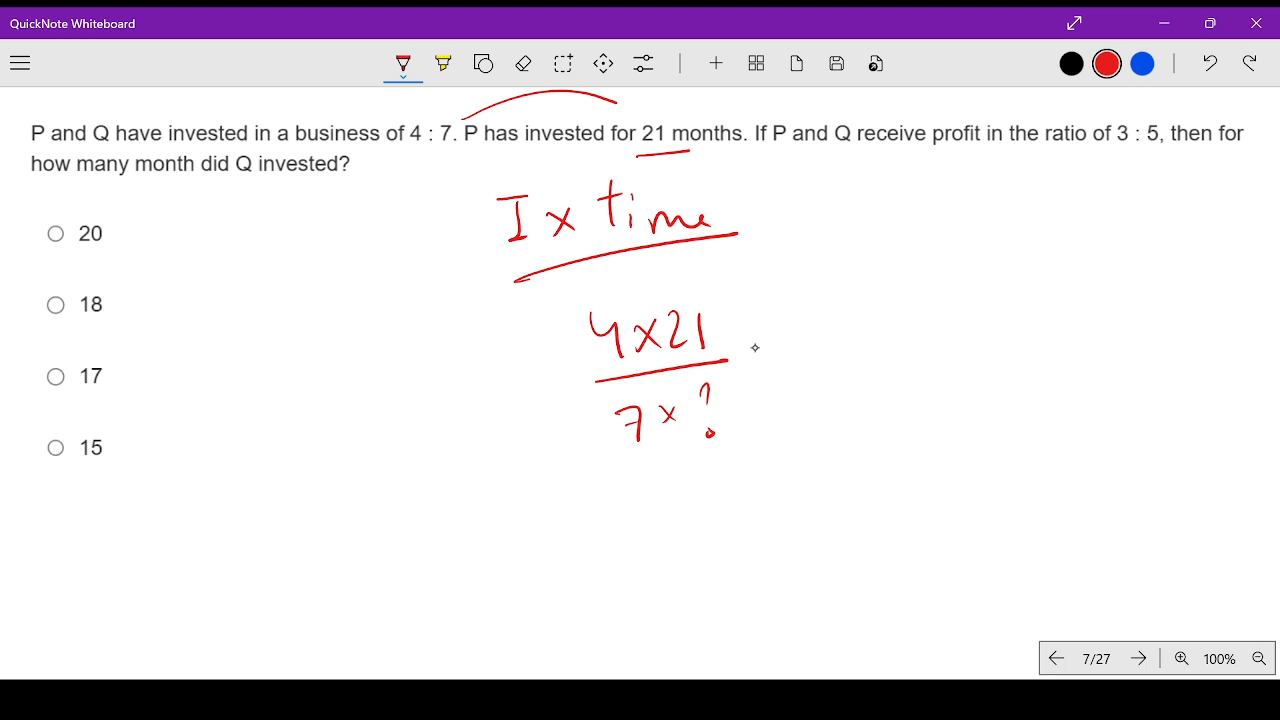 QuickNote Whiteboard
P and Q have invested in a business of 4 : 7. P has invested for 21 months. If P and Q receive profit in the ratio of 3 : 5, then for
how many month did Q invested?
I x time
20
18
4x21
17
7x ?
15
7/27
100%